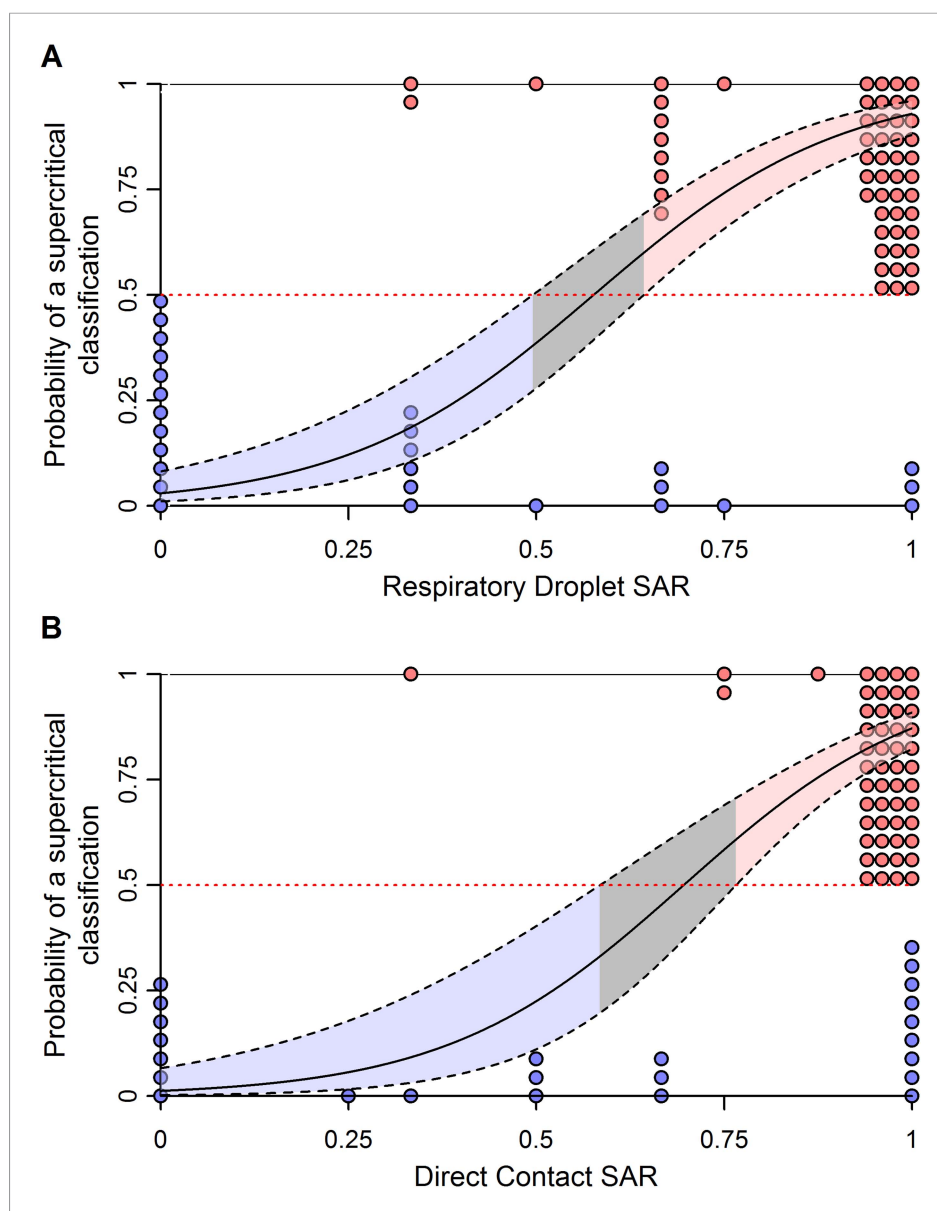 A
Probability of a supercritical
classification
1
0.75
0.5
0.25
0
0 0.25 0.5 0.75 1
Respiratory Droplet SAR
B
Probability of a supercritical
classification
1
0.75
0.5
0.25
0
0 0.25 0.5 0.75 1
Direct Contact SAR